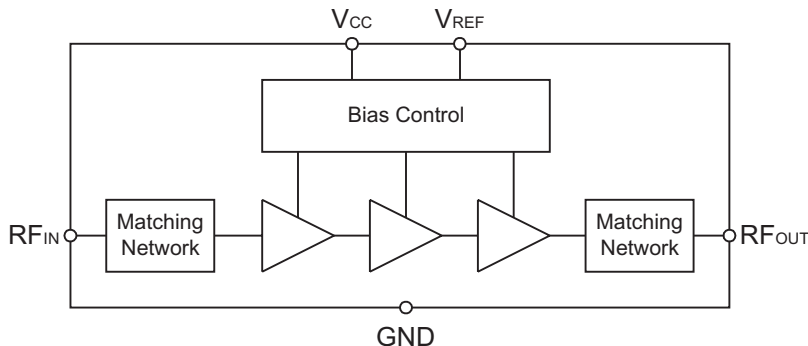 VCC
VREF
Bias Control
RFIN
Matching
Network
Matching
Network
RFOUT
GND